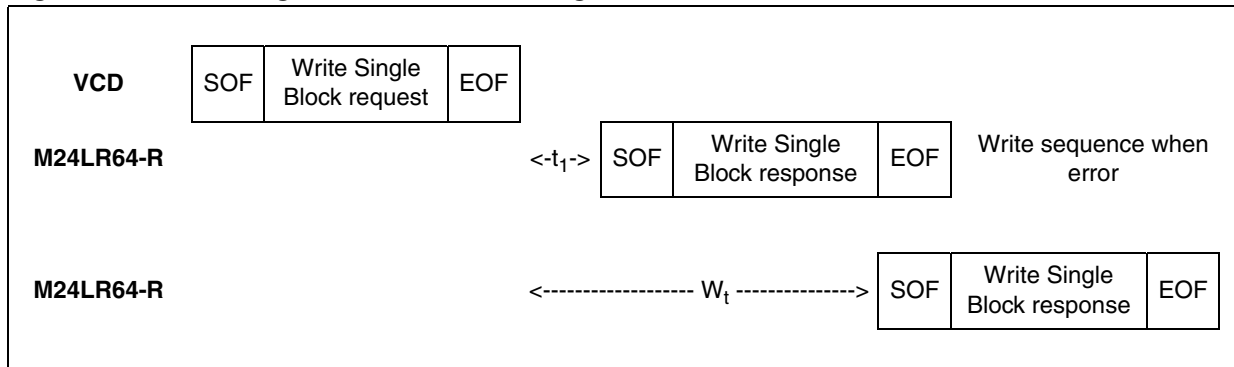 VCD SOF Write Single Block request EOF
M24LR64-R <-t1-> SOF Write Single Block response EOF Write sequence when error
M24LR64-R <------------------- Wt ---------------> SOF Write Single Block response EOF